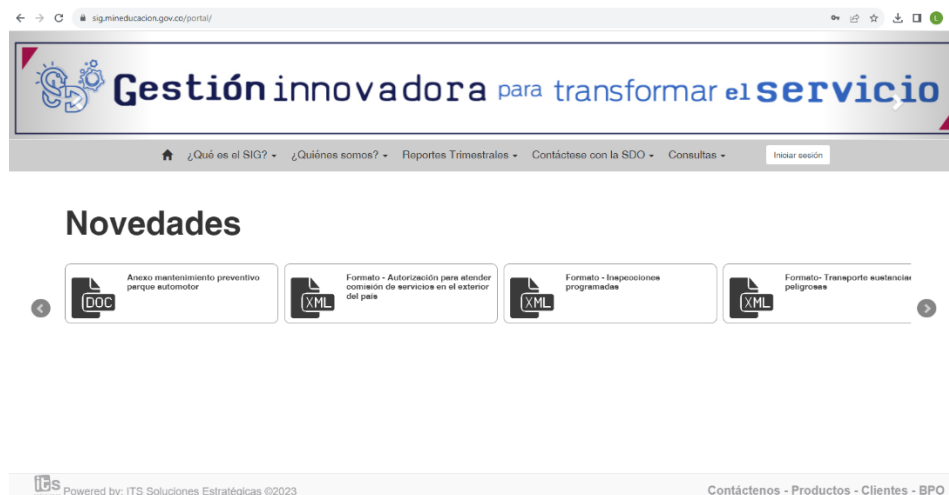 sig.mineducacion.gov.co/portal/
L
Gestión innovadora para transformar el servicio
¿Qué es el SIG? ¿Quiénes somos? Reportes Trimestrales Contáctese con la SDO Consultas Iniciar sesión
Novedades
DOC
Anexo mantenimiento preventivo
parque automotor
XML
Formato - Autorización para atender
comisión de servicios en el exterior
del país
XML
Formato - Inspecciones
programadas
XML
Formato- Transporte sustancias
peligrosas
its Powered by: ITS Soluciones Estratégicas ©2023
Contáctenos - Productos - Clientes - BPO